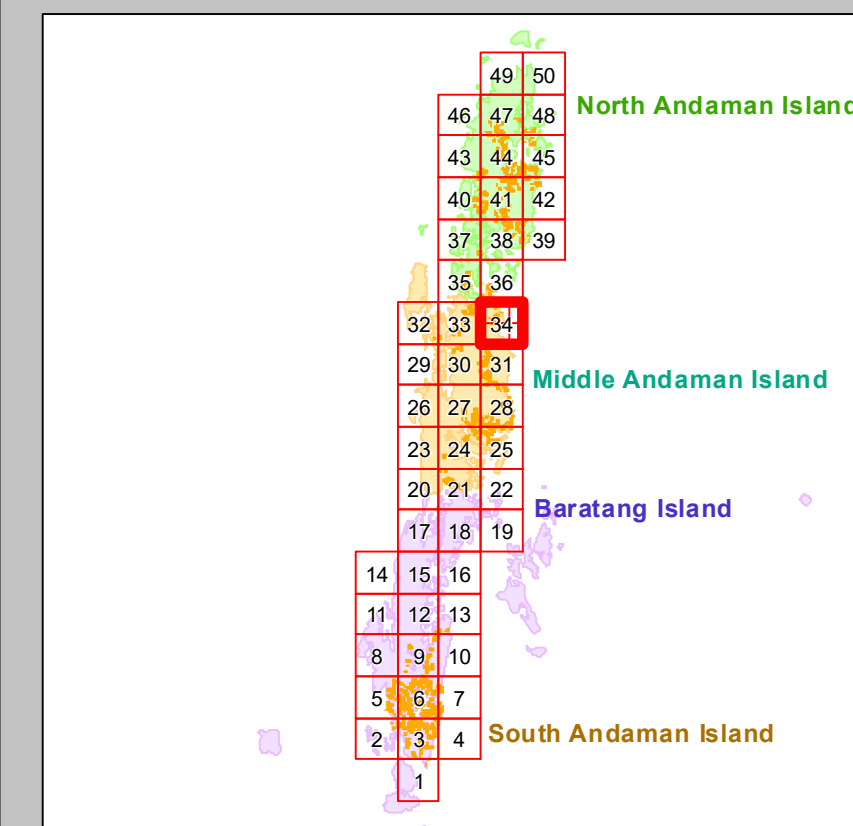 49 50
North Andaman Island
46 47 48
43 44 45
40 41 42
37 38 39
35 36
32 33 34
29 30 31
Middle Andaman Island
26 27 28
23 24 25
20 21 22
Baratang Island
17 18 19
14 15 16
11 12 13
8 9 10
5 6 7
2 3 4
South Andaman Island
1